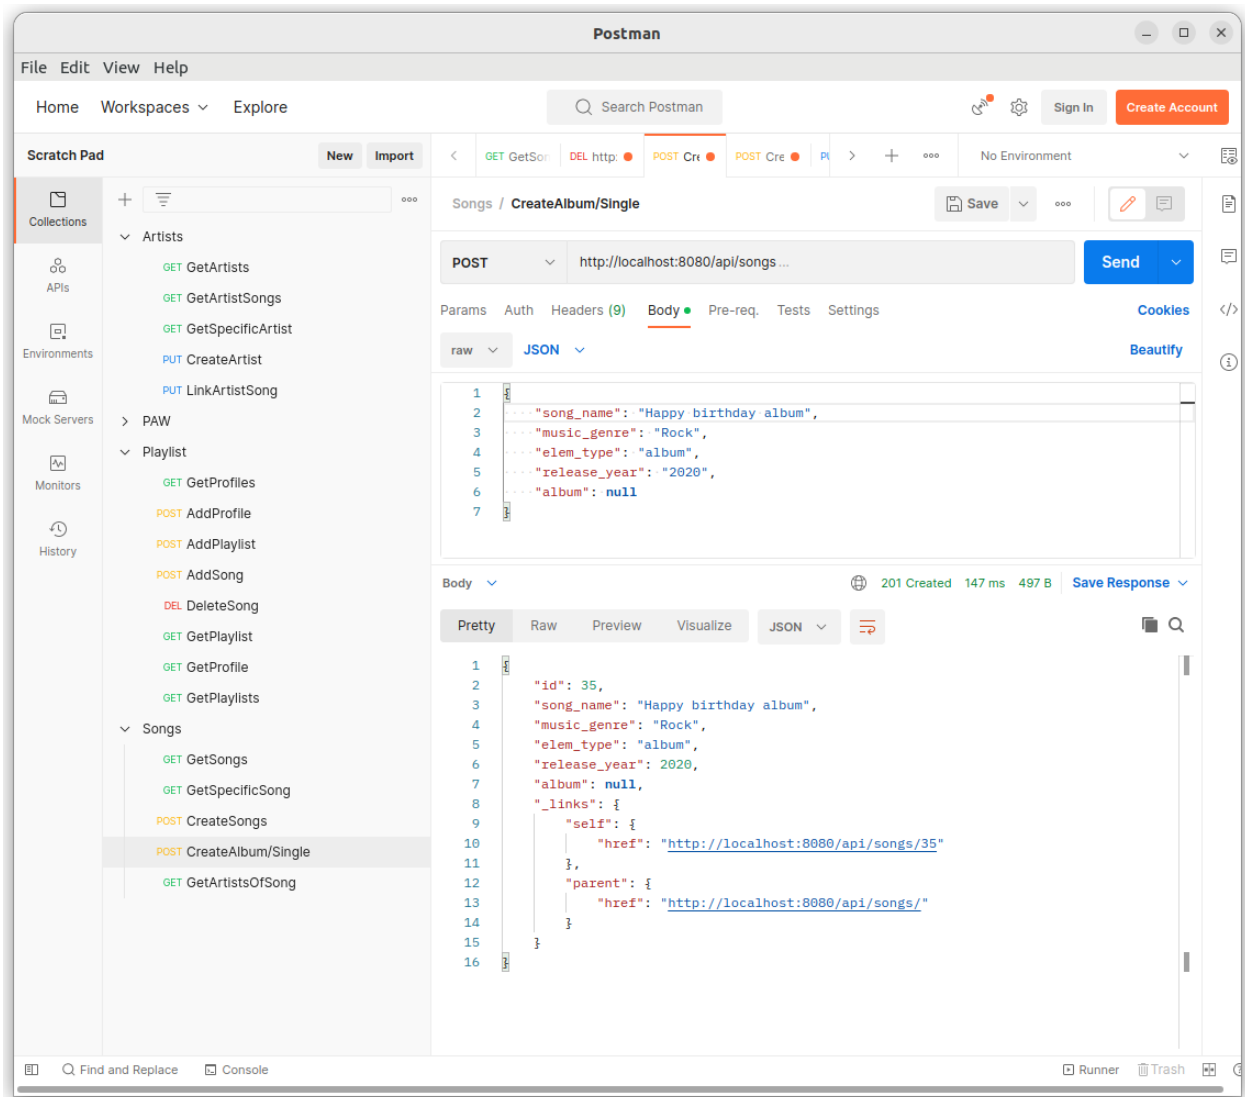 Postman
File Edit View Help
Home Workspaces Explore Search Postman Sign In Create Account
Scratch Pad New Import
GET GetSon DEL http: POST Cre POST Cre No Environment
Collections
APIs
Environments
Mock Servers
Monitors
History
Artists
GET GetArtists
GET GetArtistSongs
GET GetSpecificArtist
PUT CreateArtist
PUT LinkArtistSong
PAW
Playlist
GET GetProfiles
POST AddProfile
POST AddPlaylist
POST AddSong
DEL DeleteSong
GET GetPlaylist
GET GetProfile
GET GetPlaylists
Songs
GET GetSongs
GET GetSpecificSong
POST CreateSongs
POST CreateAlbum/Single
GET GetArtistsOfSong
Songs / CreateAlbum/Single Save
POST http://localhost:8080/api/songs ... Send
Params Auth Headers (9) Body Pre-req. Tests Settings Cookies
raw JSON Beautify
1 {
2 "song_name": "Happy birthday album",
3 "music_genre": "Rock",
4 "elem_type": "album",
5 "release_year": "2020",
6 "album": null
7 }
Body 201 Created 147 ms 497 B Save Response
Pretty Raw Preview Visualize JSON
1 {
2 "id": 35,
3 "song_name": "Happy birthday album",
4 "music_genre": "Rock",
5 "elem_type": "album",
6 "release_year": 2020,
7 "album": null,
8 "_links": {
9 "self": {
10 "href": "http://localhost:8080/api/songs/35"
11 },
12 "parent": {
13 "href": "http://localhost:8080/api/songs/"
14 }
15 }
16 }
Find and Replace Console Runner Trash